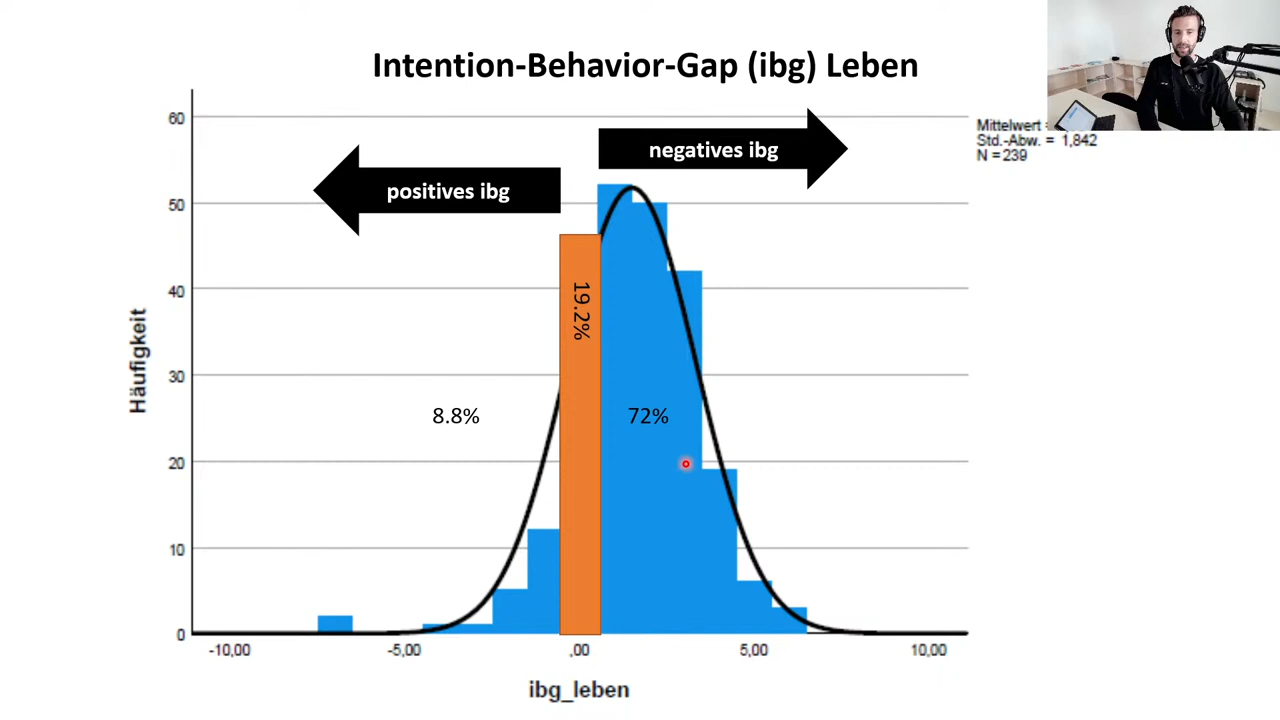 Intention-Behavior-Gap (ibg) Leben
negatives ibg
positives ibg
Mittelwert
Std.-Abw. = 1,842
N = 239
60
50
40
30
20
10
0
Häufigkeit
19.2%
8.8%
72%
-10,00
-5,00
,00
5,00
10,00
ibg_leben